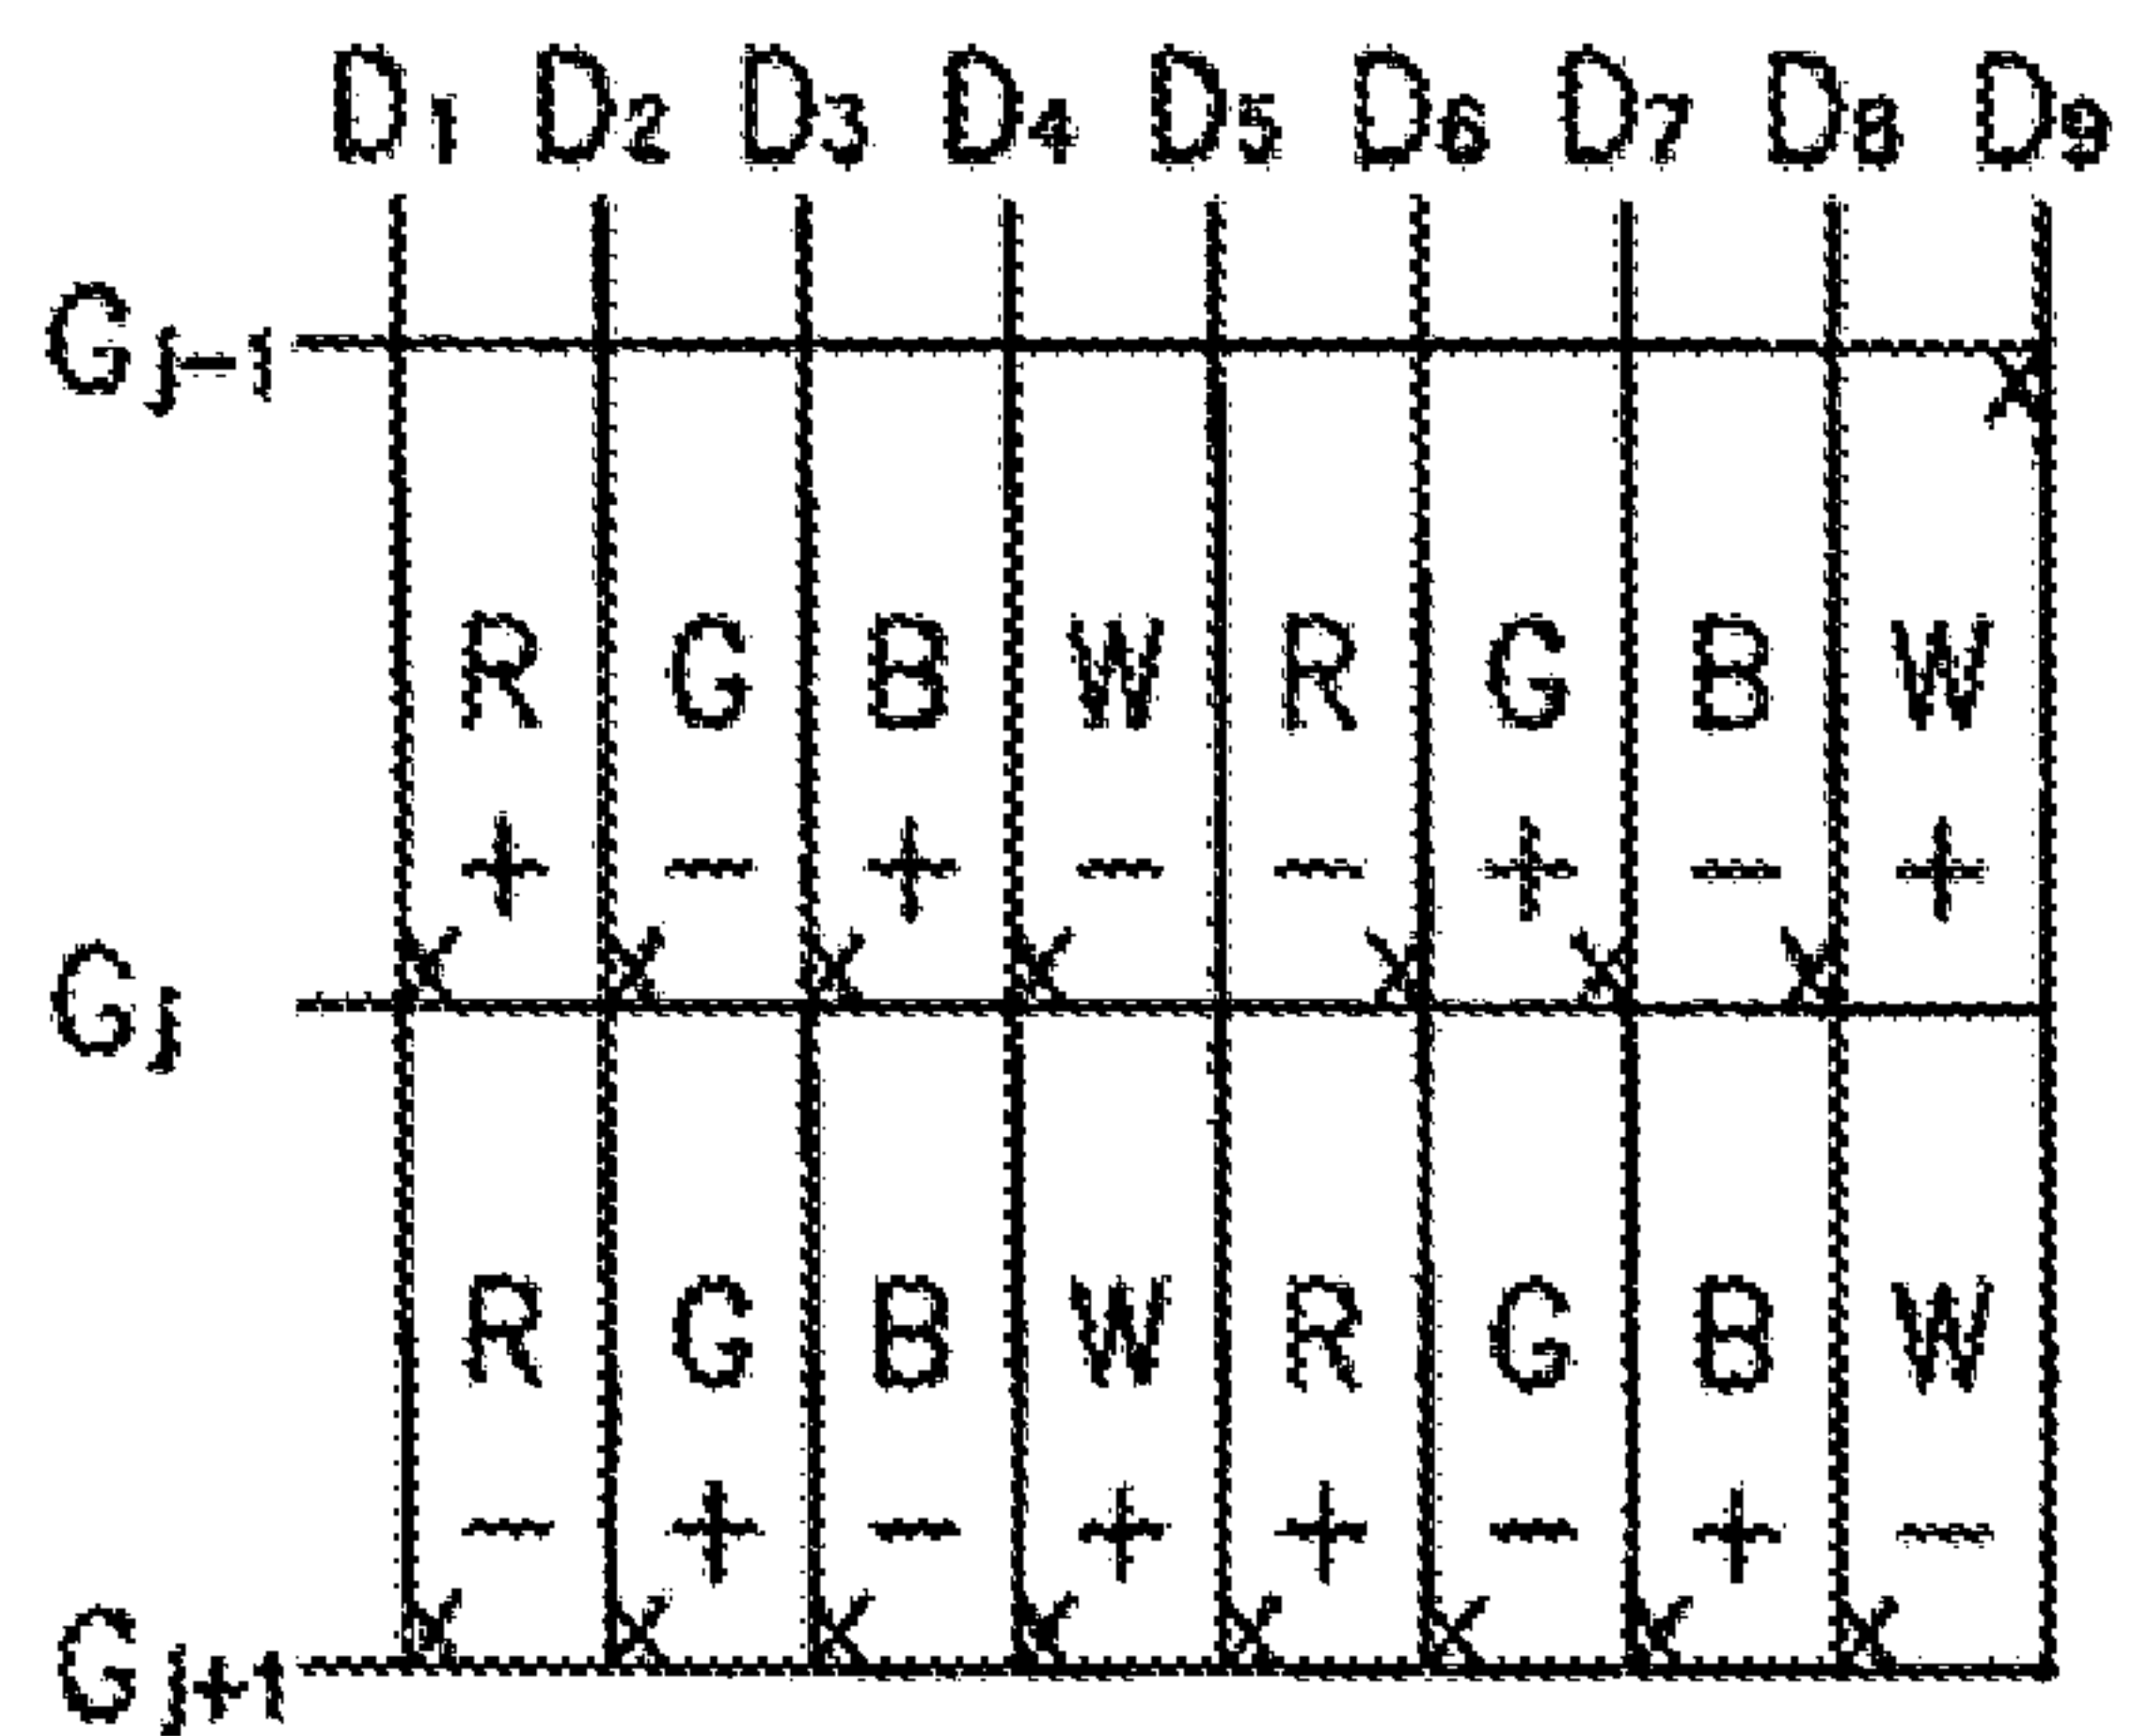 D1 D2 D3 D4 D5 D6 D7 D8 D9
Gj-1
R G B W R G B W
+ - + - - + - +
Gj
R G B W R G B W
- + - + + - + -
Gj+1